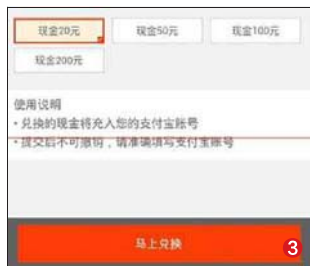 现金20元 现金50元 现金100元
现金200元
使用说明
·兑换的现金将充入您的支付宝账号
·提交后不可撤销，请准确填写支付宝账号
马上兑换 3